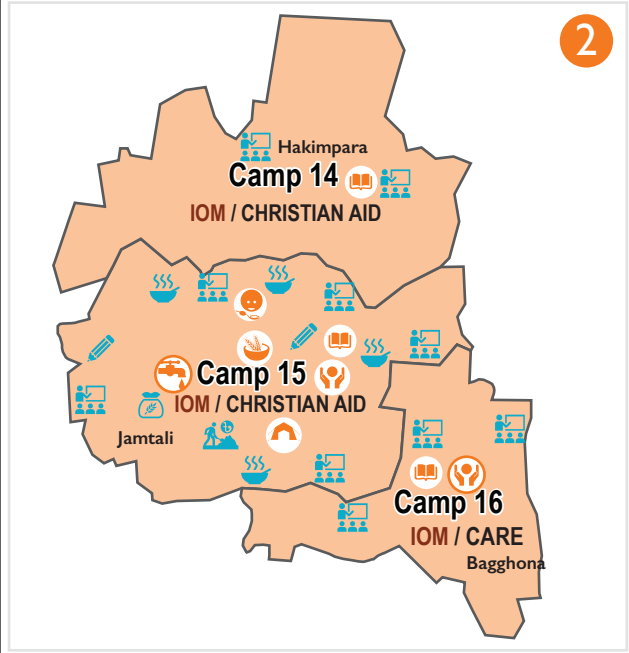 2
Hakimpara
Camp 14
IOM / CHRISTIAN AID
Camp 15
IOM / CHRISTIAN AID
Jamtali
Camp 16
IOM / CARE
Bagghona